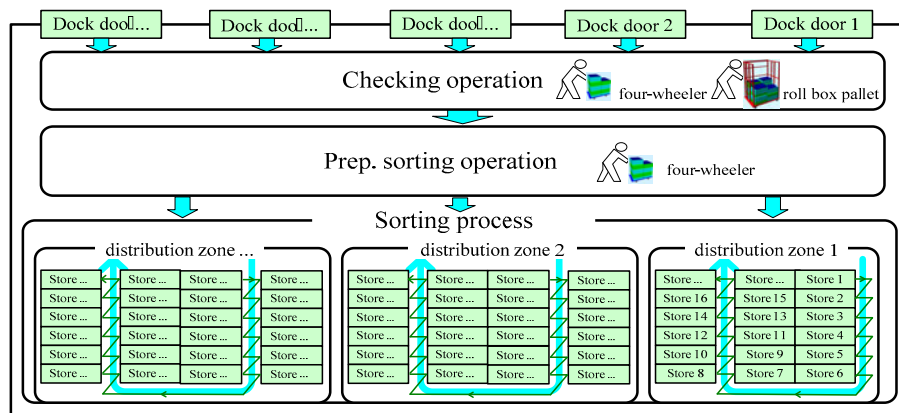 Dock doo▯...
Dock doo▯...
Dock doo▯...
Dock door 2
Dock door 1
Checking operation
four-wheeler
roll box pallet
Prep. sorting operation
four-wheeler
Sorting process
distribution zone ...
Store ... Store ... Store ... Store ...
Store ... Store ... Store ... Store ...
Store ... Store ... Store ... Store ...
Store ... Store ... Store ... Store ...
Store ... Store ... Store ... Store ...
Store ... Store ... Store ... Store ...
distribution zone 2
Store ... Store ... Store ... Store ...
Store ... Store ... Store ... Store ...
Store ... Store ... Store ... Store ...
Store ... Store ... Store ... Store ...
Store ... Store ... Store ... Store ...
Store ... Store ... Store ... Store ...
distribution zone 1
Store ... Store ... Store 1
Store 16 Store 15 Store 2
Store 14 Store 13 Store 3
Store 12 Store 11 Store 4
Store 10 Store 9 Store 5
Store 8 Store 7 Store 6